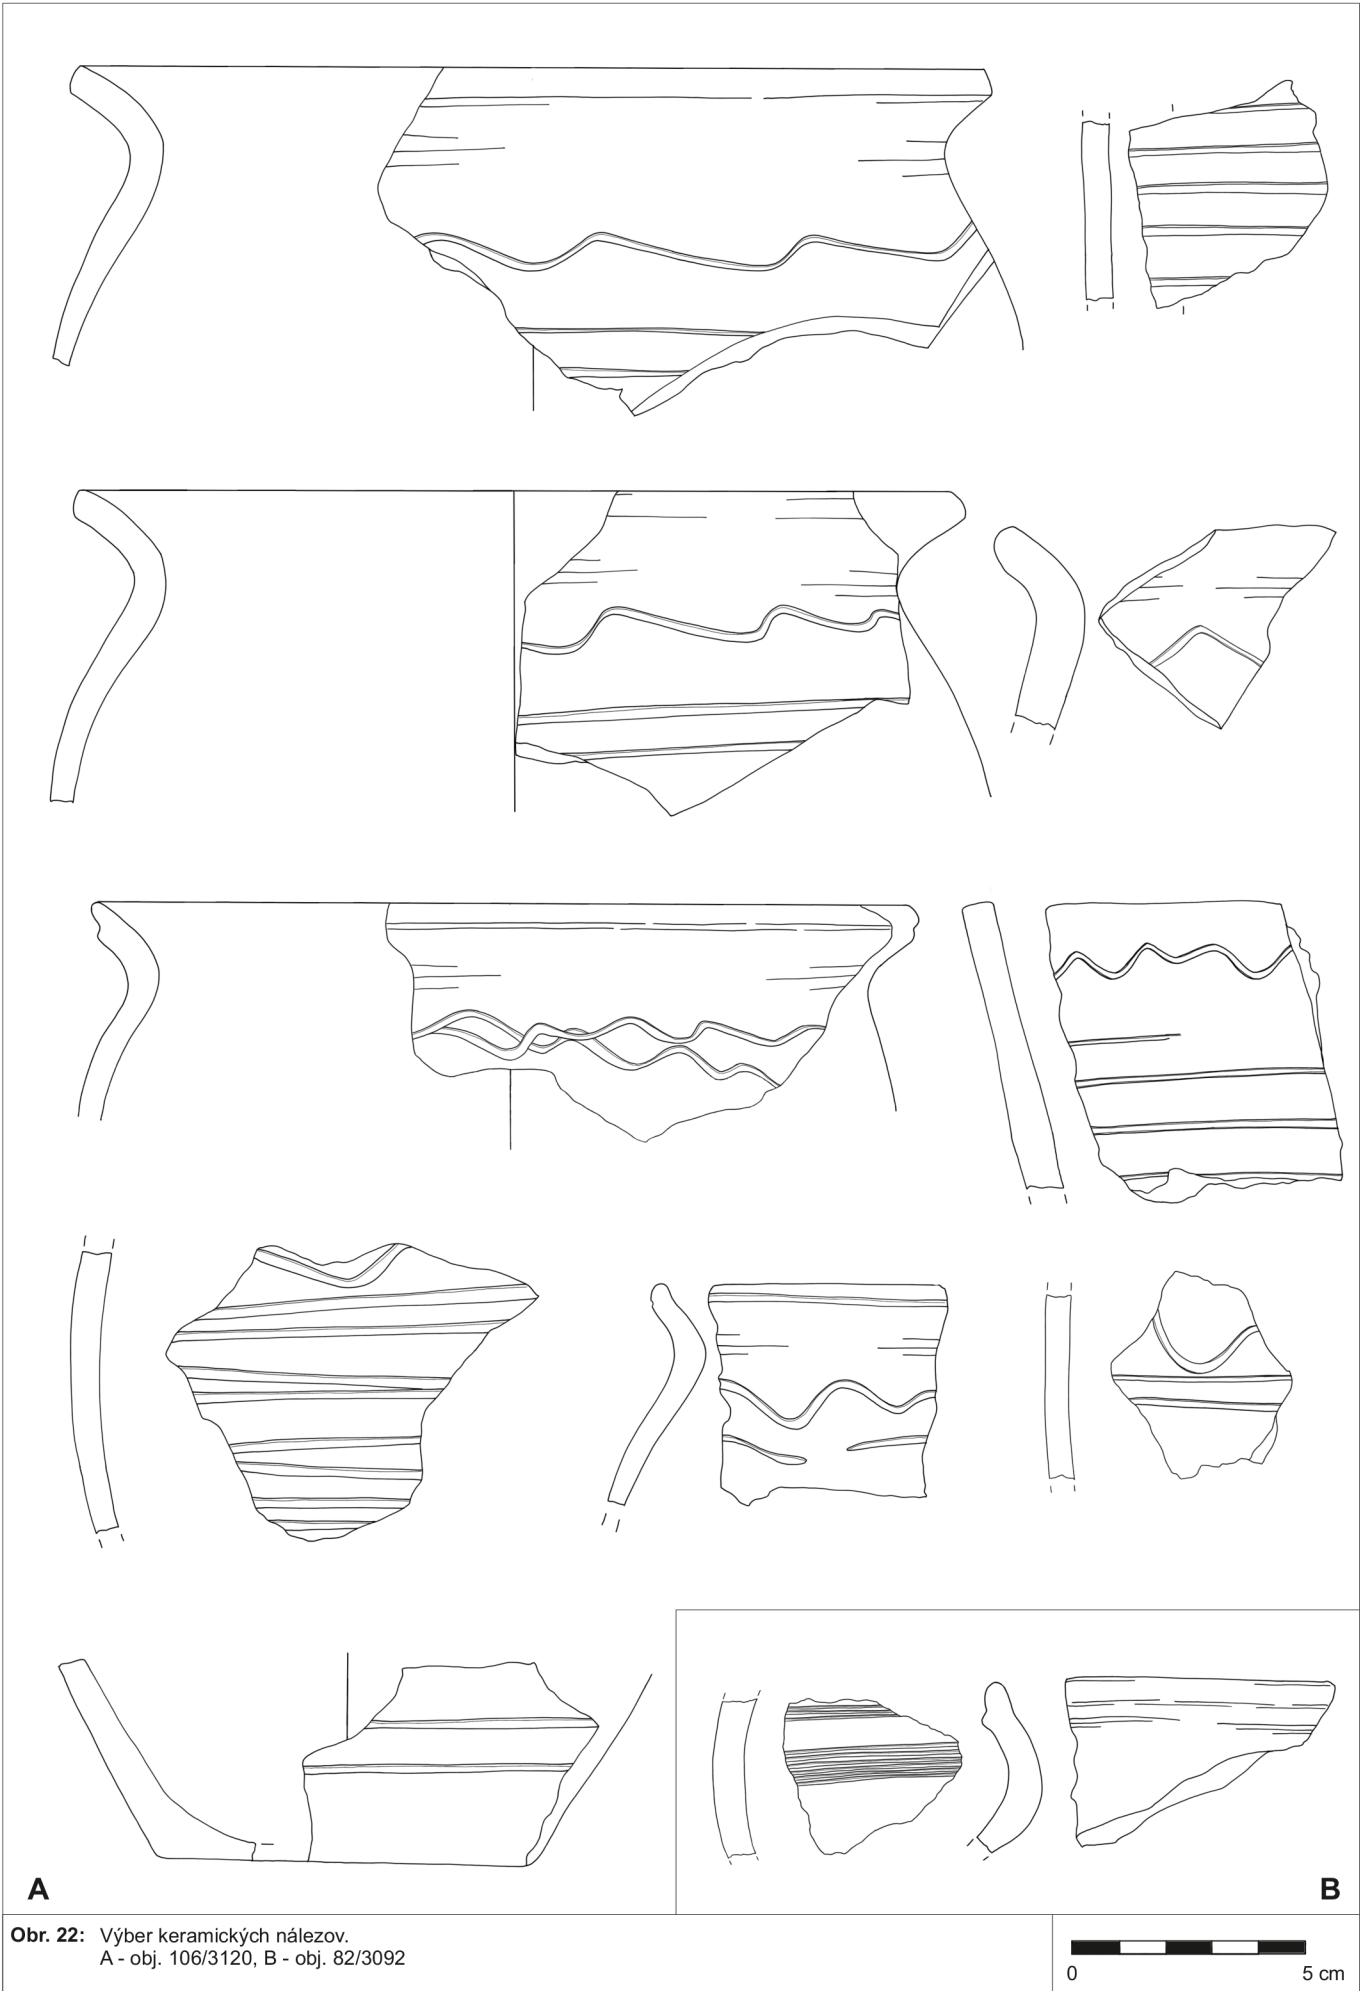 A
B
Obr. 22: Výber keramických nálezov.
A - obj. 106/3120, B - obj. 82/3092
0 5 cm